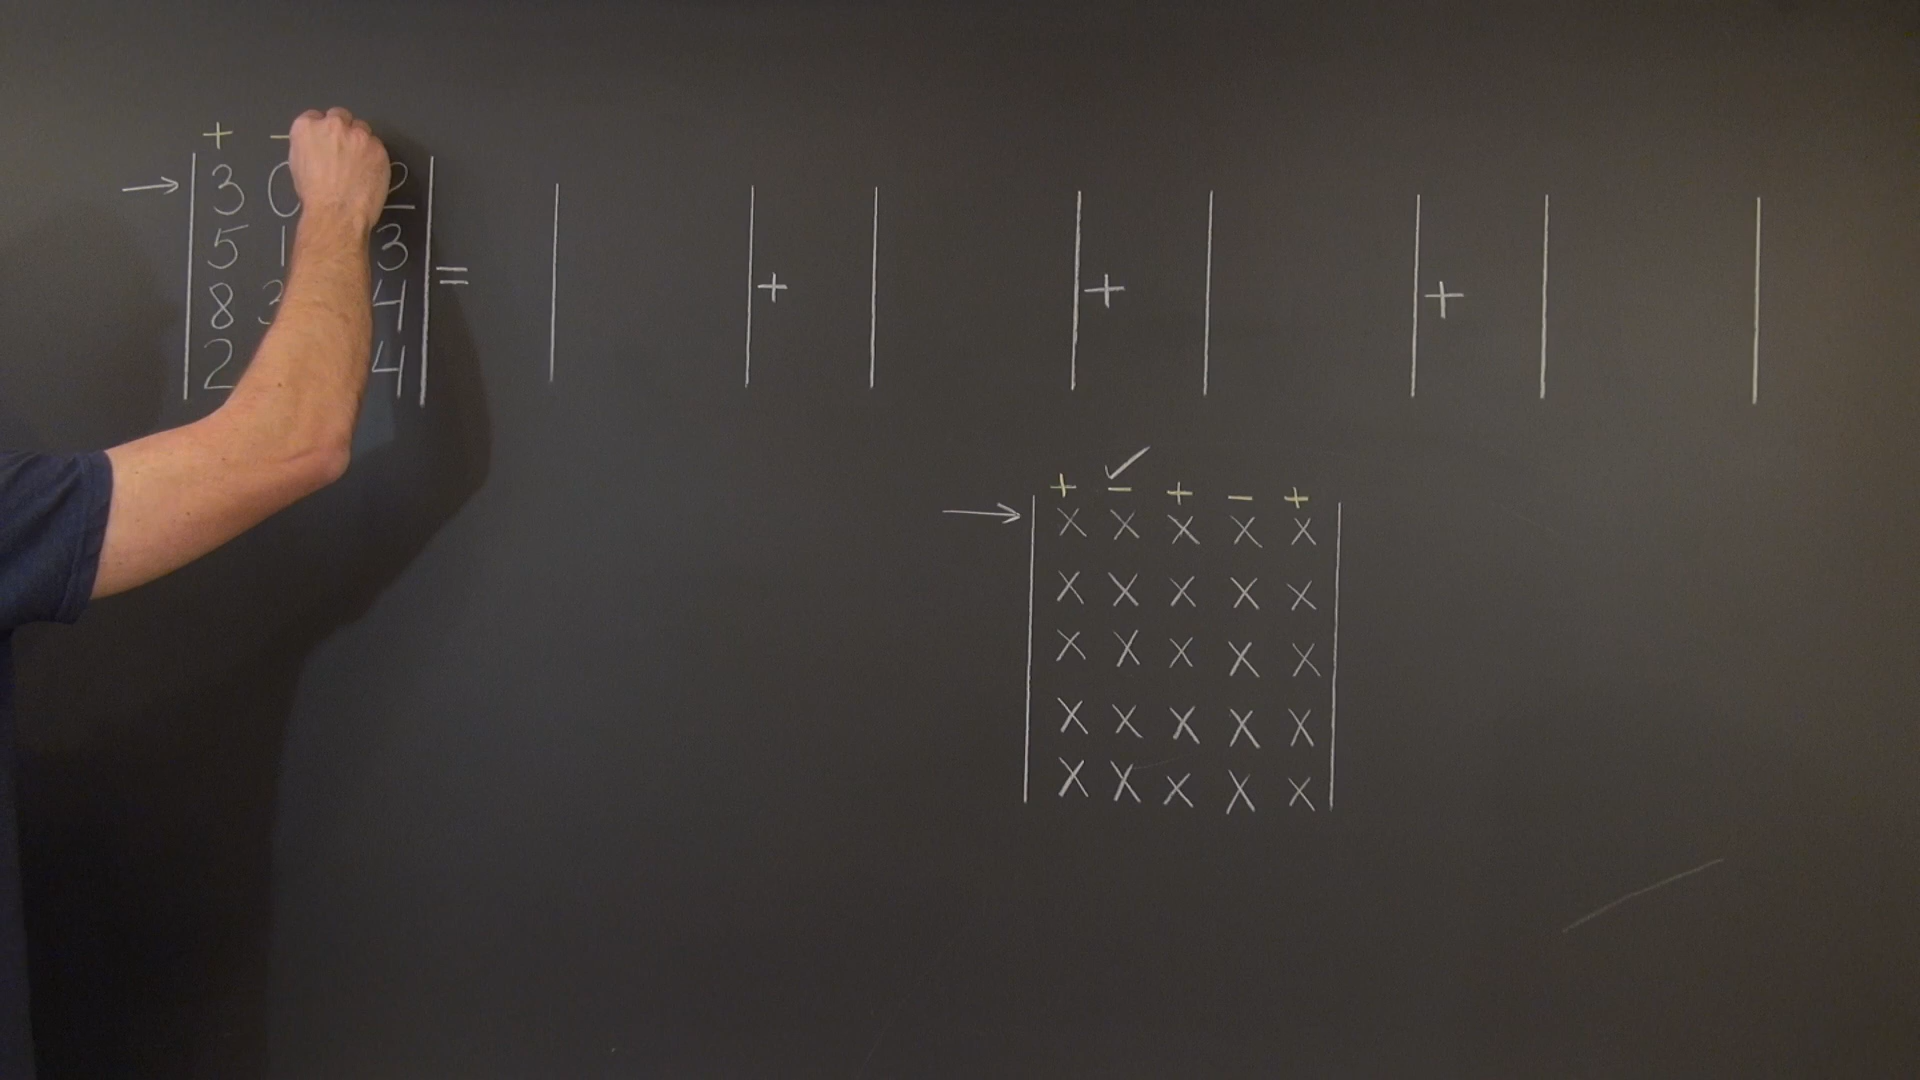 + -
→ | 3 0 2 |
| 5 1 3 | = | | + | | + | | + | |
| 8 3 4 |
| 2 4 |
✓
+ - + - +
→ | X X X X X |
| X X X X X |
| X X X X X |
| X X X X X |
| X X X X X |